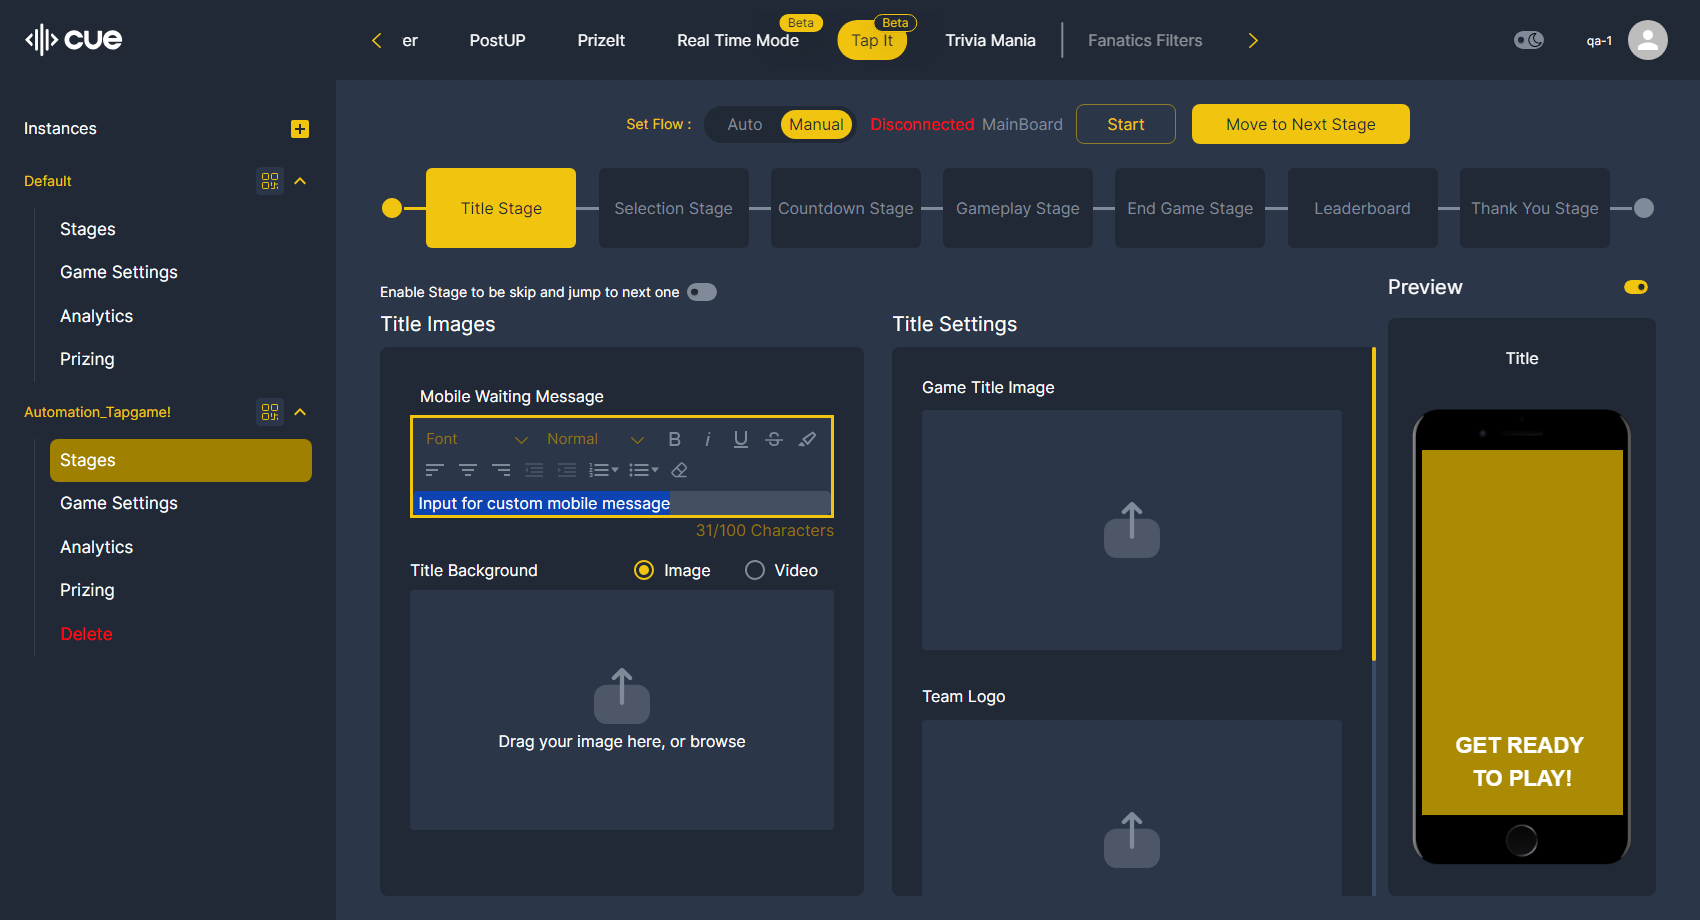 cue
er
PostUP
PrizeIt
Real Time Mode
Beta
Tap It
Beta
Trivia Mania
Fanatics Filters
qa-1
Instances
Default
Stages
Game Settings
Analytics
Prizing
Automation_Tapgame!
Stages
Game Settings
Analytics
Prizing
Delete
Set Flow :
Auto
Manual
Disconnected MainBoard
Start
Move to Next Stage
Title Stage
Selection Stage
Countdown Stage
Gameplay Stage
End Game Stage
Leaderboard
Thank You Stage
Enable Stage to be skip and jump to next one
Title Images
Mobile Waiting Message
Font
Normal
B
i
U
S
Input for custom mobile message
31/100 Characters
Title Background
Image
Video
Drag your image here, or browse
Title Settings
Game Title Image
Team Logo
Preview
Title
GET READY
TO PLAY!